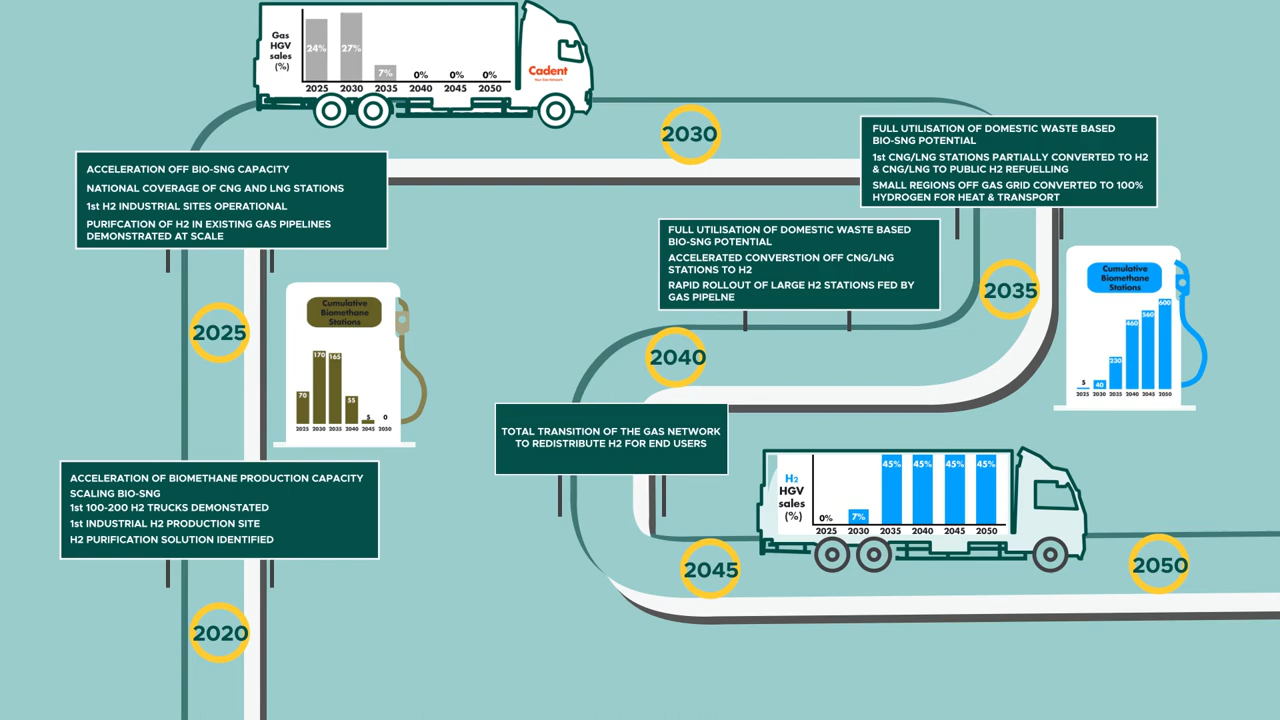 Gas
HGV
sales
(%)
24%
27%
7%
0%
0%
0%
2025
2030
2035
2040
2045
2050
Cadent
Your Gas Network
2030
ACCELERATION OFF BIO-SNG CAPACITY
NATIONAL COVERAGE OF CNG AND LNG STATIONS
1st H2 INDUSTRIAL SITES OPERATIONAL
PURIFCATION OF H2 IN EXISTING GAS PIPELINES
DEMONSTRATED AT SCALE
FULL UTILISATION OF DOMESTIC WASTE BASED
BIO-SNG POTENTIAL
1st CNG/LNG STATIONS PARTIALLY CONVERTED TO H2
& CNG/LNG TO PUBLIC H2 REFUELLING
SMALL REGIONS OFF GAS GRID CONVERTED TO 100%
HYDROGEN FOR HEAT & TRANSPORT
FULL UTILISATION OF DOMESTIC WASTE BASED
BIO-SNG POTENTIAL
ACCELERATED CONVERSTION OFF CNG/LNG
STATIONS TO H2
RAPID ROLLOUT OF LARGE H2 STATIONS FED BY
GAS PIPELNE
2025
Cumulative
Biomethane
Stations
70
170
165
55
5
0
2025
2030
2035
2040
2045
2050
2035
Cumulative
Biomethane
Stations
5
40
230
460
560
600
2025
2030
2035
2040
2045
2050
2040
TOTAL TRANSITION OF THE GAS NETWORK
TO REDISTRIBUTE H2 FOR END USERS
ACCELERATION OF BIOMETHANE PRODUCTION CAPACITY
SCALING BIO-SNG
1st 100-200 H2 TRUCKS DEMONSTATED
1st INDUSTRIAL H2 PRODUCTION SITE
H2 PURIFICATION SOLUTION IDENTIFIED
H2
HGV
sales
(%)
0%
7%
45%
45%
45%
45%
2025
2030
2035
2040
2045
2050
2045
2050
2020